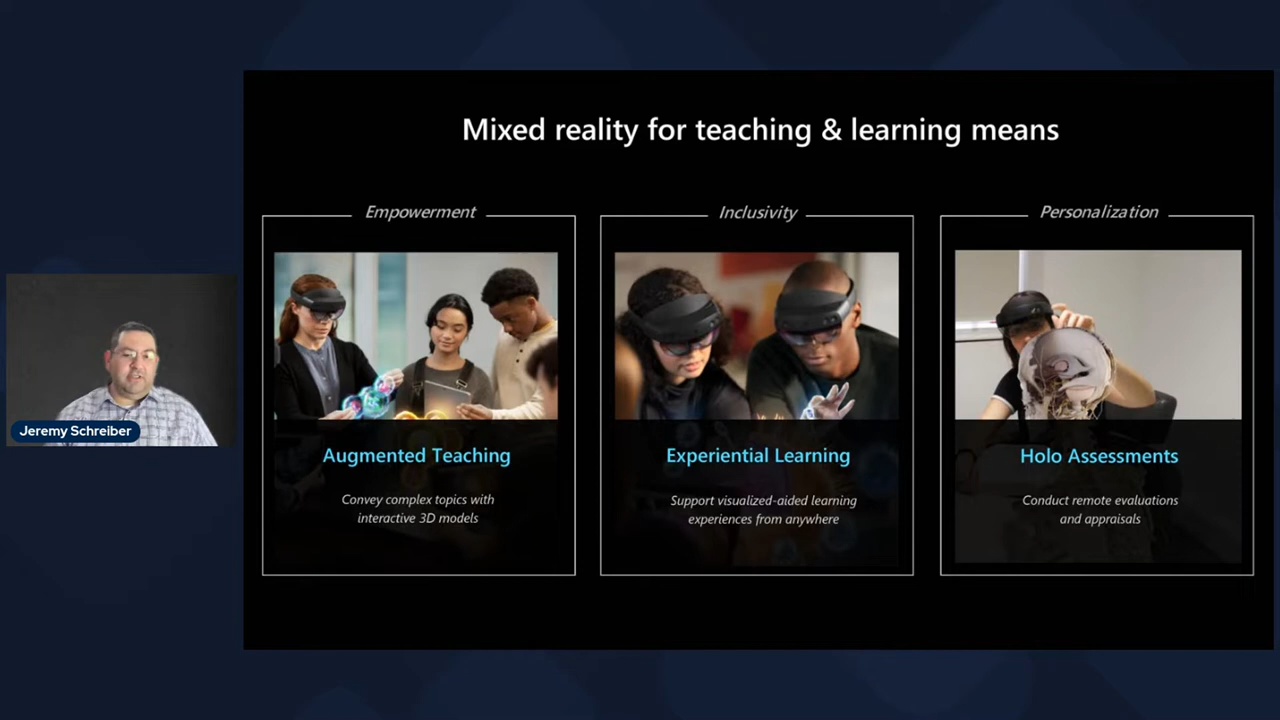 Mixed reality for teaching & learning means
Empowerment
Augmented Teaching
Convey complex topics with
interactive 3D models
Inclusivity
Experiential Learning
Support visualized-aided learning
experiences from anywhere
Personalization
Holo Assessments
Conduct remote evaluations
and appraisals
Jeremy Schreiber